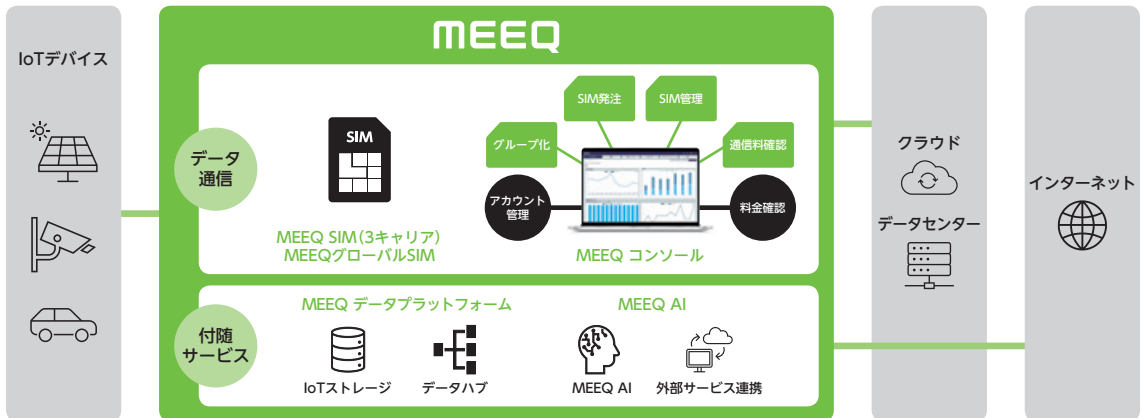 IoTデバイス
MEEQ
データ
通信
SIM
SIM発注
SIM管理
グループ化
通信料確認
アカウント
管理
料金確認
MEEQ SIM（3キャリア）
MEEQグローバルSIM
MEEQ コンソール
付随
サービス
MEEQ データプラットフォーム
MEEQ AI
IoTストレージ
データハブ
MEEQ AI
外部サービス連携
クラウド
データセンター
インターネット